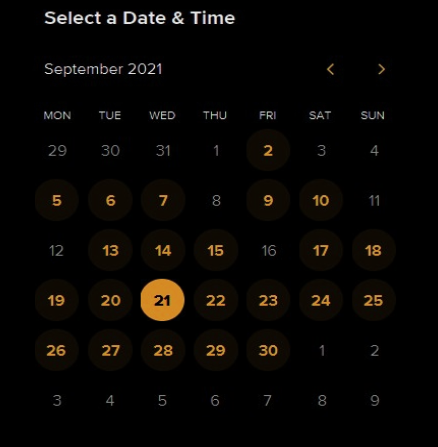 Select a Date & Time
September 2021
MON TUE WED THU FRI SAT SUN
29 30 31 1 2 3 4
5 6 7 8 9 10 11
12 13 14 15 16 17 18
19 20 21 22 23 24 25
26 27 28 29 30 1 2
3 4 5 6 7 8 9